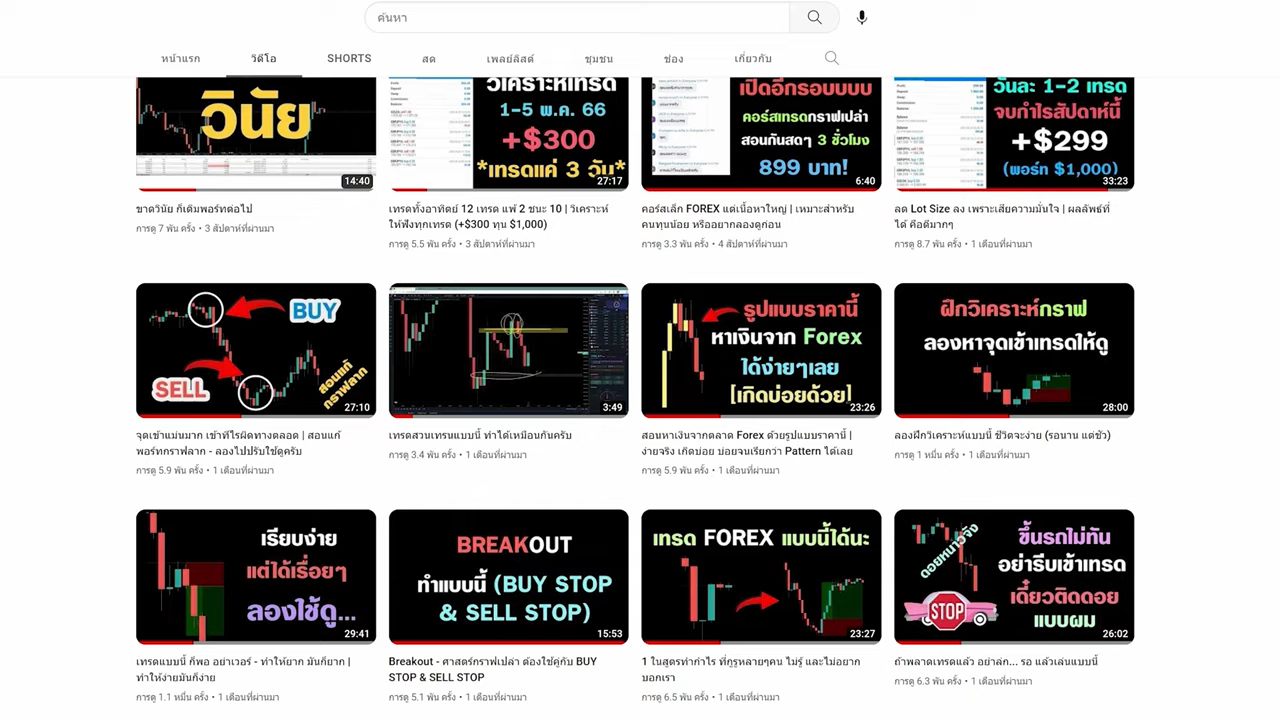 ค้นหา
หน้าแรก วิดีโอ SHORTS สด เพลย์ลิสต์ ชุมชน ช่อง เกี่ยวกับ
วินัย
14:40
วิเคราะห์เทรด
1-5 พ.ค. 66
+$300
*เทรดแค่ 3 วัน*
27:17
เปิดอีกรอบบบบ
คอร์สเทรดกราฟเปล่า
สอนกันสดๆ 3 ชั่วโมง
899 บาท!
6:40
วันละ 1-2 เทรด
จบกำไรสัปดาห์นี้
+$299
(พอร์ท $1,000)
33:23
ขาดวินัย ก็เติมพอร์ทต่อไป
การดู 7 พัน ครั้ง • 3 สัปดาห์ที่ผ่านมา
เทรดทั้งอาทิตย์ 12 เทรด แพ้ 2 ชนะ 10 | วิเคราะห์
ให้ฟังทุกเทรด (+$300 ทุน $1,000)
การดู 5.5 พัน ครั้ง • 3 สัปดาห์ที่ผ่านมา
คอร์สเล็ก FOREX แต่เนื้อหาใหญ่ | เหมาะสำหรับ
คนทุนน้อย หรืออยากลองดูก่อน
การดู 3.3 พัน ครั้ง • 4 สัปดาห์ที่ผ่านมา
ลด Lot Size ลง เพราะเสียความมั่นใจ | ผลลัพธ์ที่
ได้ คือดีมากๆ
การดู 8.7 พัน ครั้ง • 1 เดือนที่ผ่านมา
BUY
SELL
สอนแก้
กราฟลาก
27:10
3:49
รูปแบบราคานี้
หาเงินจาก Forex
ได้ง่ายๆเลย
[เกิดบ่อยด้วย]
23:26
ฝึกวิเคราะห์กราฟ
ลองหาจุดเข้าเทรดให้ดู
28:00
จุดเข้าแม่นมาก เข้าทีไรผิดทางตลอด | สอนแก้
พอร์ทกราฟลาก - ลองไปปรับใช้ดูครับ
การดู 5.9 พัน ครั้ง • 1 เดือนที่ผ่านมา
เทรดสวนเทรนแบบนี้ ทำได้เหมือนกันครับ
การดู 3.4 พัน ครั้ง • 1 เดือนที่ผ่านมา
สอนหาเงินจากตลาด Forex ด้วยรูปแบบราคานี้ |
ง่ายจริง เกิดบ่อย บ่อยจนเรียกว่า Pattern ได้เลย
การดู 5.9 พัน ครั้ง • 1 เดือนที่ผ่านมา
ลองฝึกวิเคราะห์แบบนี้ ชีวิตจะง่าย (รอนาน แต่ชัว)
การดู 1 หมื่น ครั้ง • 1 เดือนที่ผ่านมา
เรียบง่าย
แต่ได้เรื่อยๆ
ลองใช้ดู...
29:41
BREAKOUT
ทำแบบนี้ (BUY STOP
& SELL STOP)
15:53
เทรด FOREX แบบนี้ได้นะ
23:27
ดอยหนาวจัง
ขึ้นรถไม่ทัน
อย่ารีบเข้าเทรด
เดี๋ยวติดดอย
แบบผม
STOP
26:02
เทรดแบบนี้ ก็พอ อย่าเวอร์ - ทำให้ยาก มันก็ยาก |
ทำให้ง่ายมันก็ง่าย
การดู 1.1 หมื่น ครั้ง • 1 เดือนที่ผ่านมา
Breakout - ศาสตร์กราฟเปล่า ต้องใช้คู่กับ BUY
STOP & SELL STOP
การดู 5.1 พัน ครั้ง • 1 เดือนที่ผ่านมา
1 ในสูตรทำกำไร ที่กูรูหลายๆคน ไม่รู้ และไม่อยาก
บอกเรา
การดู 6.5 พัน ครั้ง • 1 เดือนที่ผ่านมา
ถ้าพลาดเทรดแล้ว อย่าลัก... รอ แล้วเล่นแบบนี้
การดู 6.3 พัน ครั้ง • 1 เดือนที่ผ่านมา